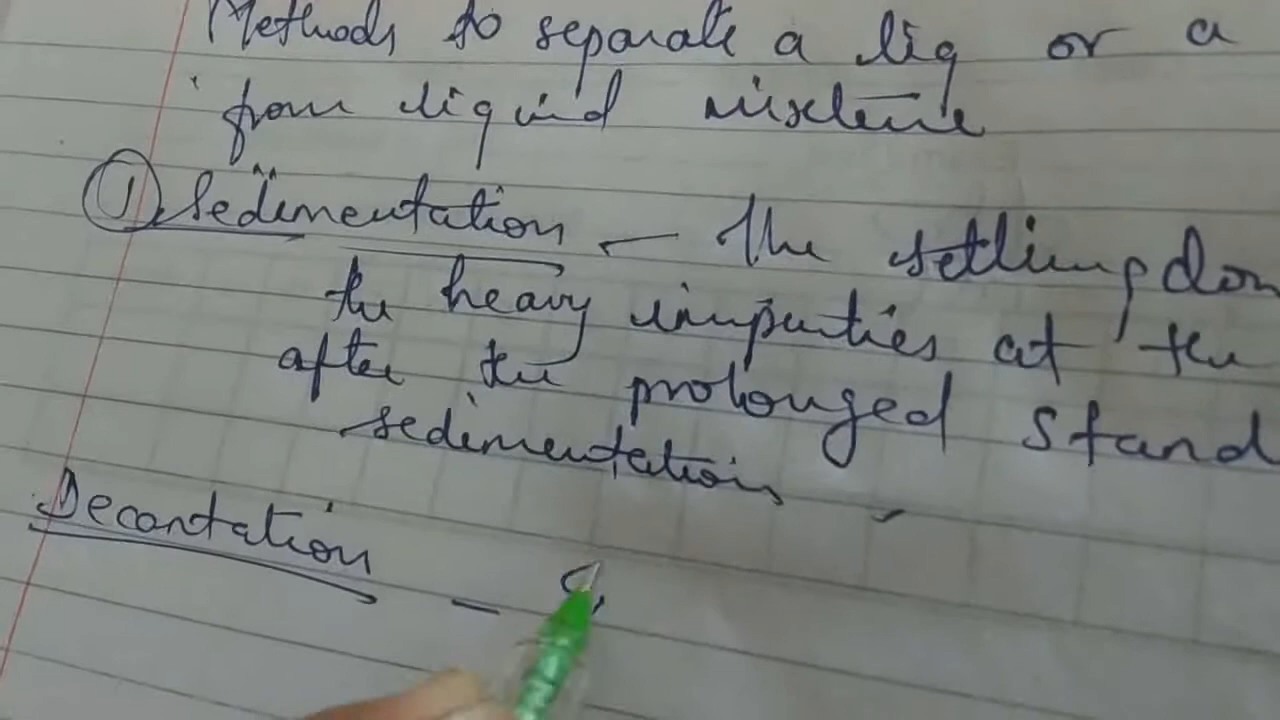 Methods to separate a liq or a
from liquid mixture
① Sedimentation – The settling don
the heavy impurities at the
after the prolonged stand
sedimentation
Decantation –